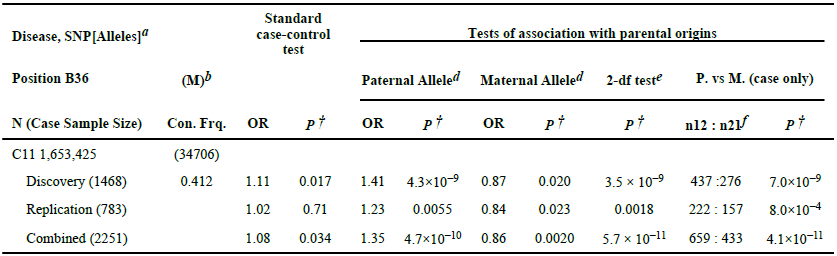 Disease, SNP[Alleles]a Standard case-control test Tests of association with parental origins
Position B36 (M)b Paternal Alleled Maternal Alleled 2-df teste P. vs M. (case only)
N (Case Sample Size) Con. Frq. OR P † OR P † OR P † P † n12 : n21f P †
C11 1,653,425 (34706)
Discovery (1468) 0.412 1.11 0.017 1.41 4.3×10–9 0.87 0.020 3.5 × 10–9 437 :276 7.0×10–9
Replication (783) 1.02 0.71 1.23 0.0055 0.84 0.023 0.0018 222 : 157 8.0×10–4
Combined (2251) 1.08 0.034 1.35 4.7×10–10 0.86 0.0020 5.7 × 10–11 659 : 433 4.1×10–11